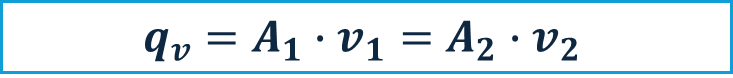 qᵥ = A₁ · v₁ = A₂ · v₂